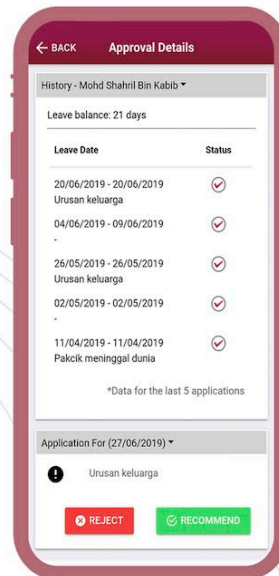 ← BACK Approval Details
History - Mohd Shahril Bin Kabib
Leave balance: 21 days
Leave Date Status
20/06/2019 - 20/06/2019
Urusan keluarga
04/06/2019 - 09/06/2019
-
26/05/2019 - 26/05/2019
Urusan keluarga
02/05/2019 - 02/05/2019
-
11/04/2019 - 11/04/2019
Pakcik meninggal dunia
*Data for the last 5 applications
Application For (27/06/2019)
Urusan keluarga
REJECT RECOMMEND